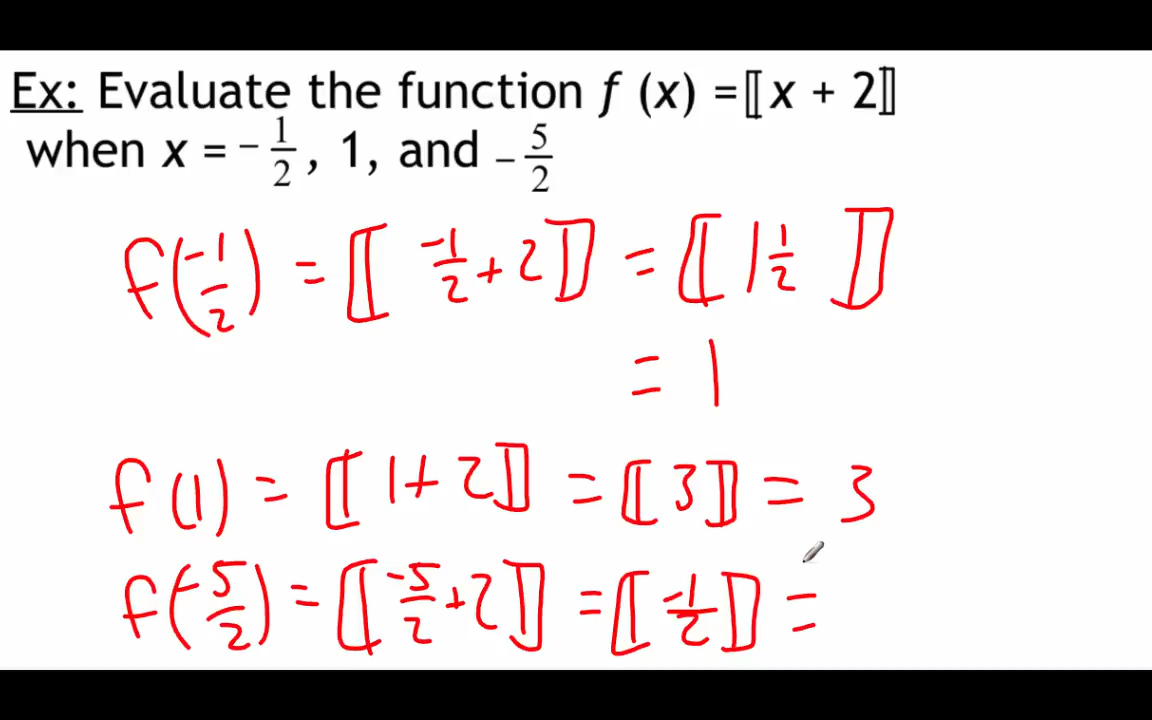 Ex: Evaluate the function f (x) =⟦x + 2⟧
when x = -1/2, 1, and -5/2
f(-1/2) = ⟦-1/2 + 2⟧ = ⟦1 1/2⟧
= 1
f(1) = ⟦1 + 2⟧ = ⟦3⟧ = 3
f(-5/2) = ⟦-5/2 + 2⟧ = ⟦-1/2⟧ =